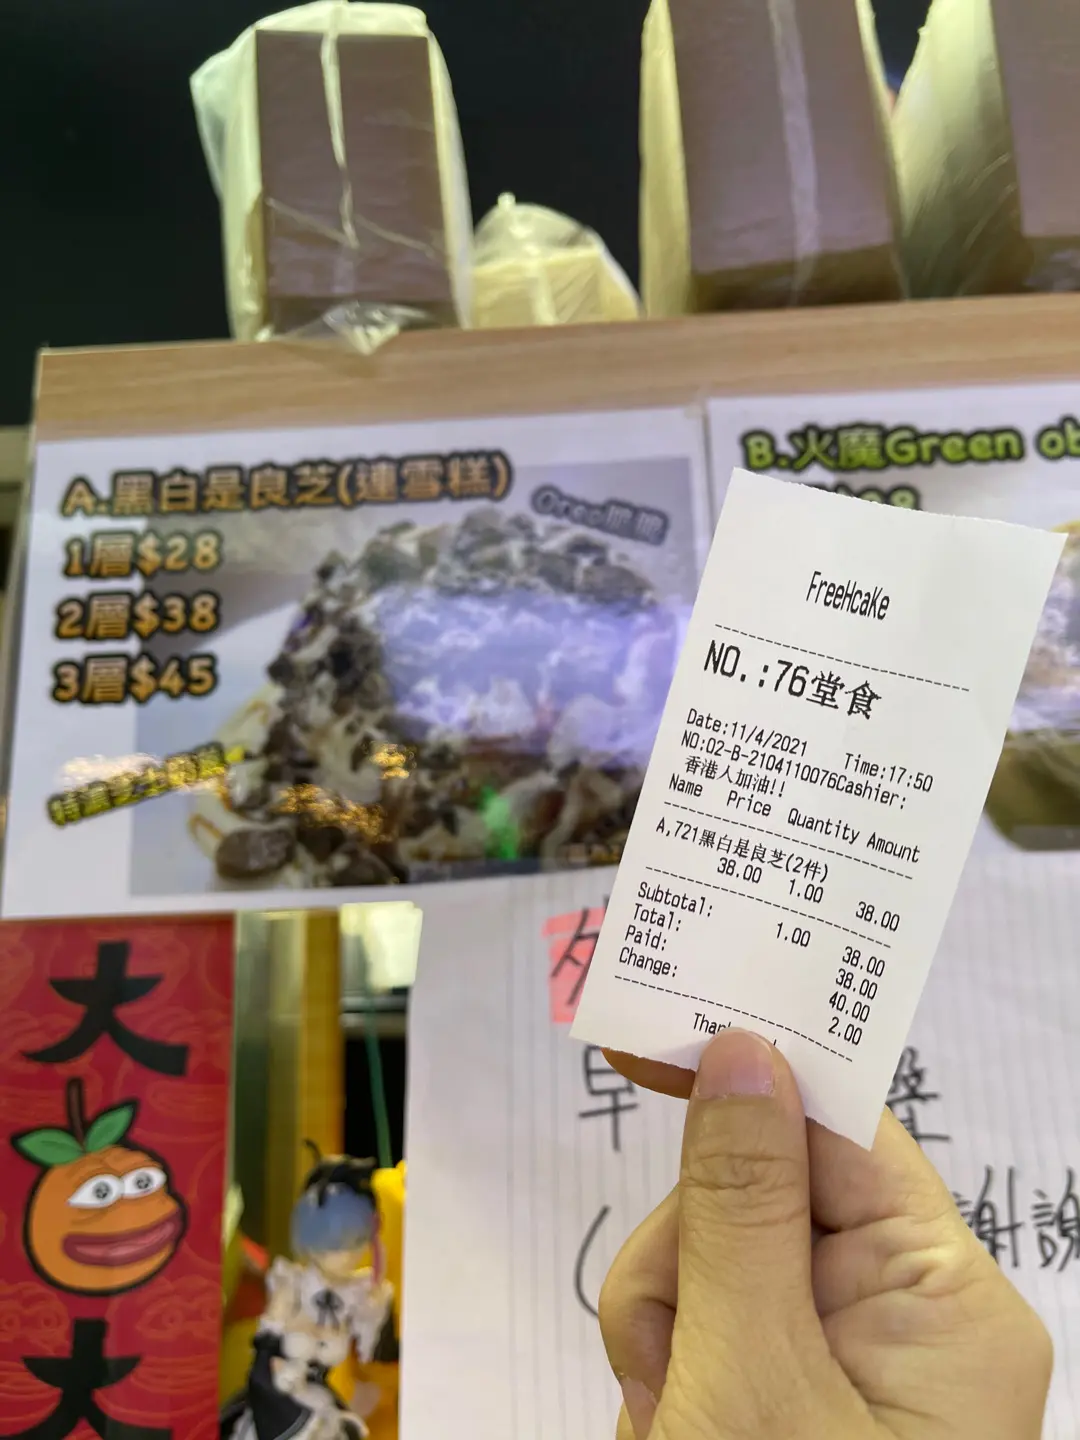 A.黑白是良芝(連雪糕)
1層$28
2層$38
3層$45
B.火魔Green
FreeHcaKe
NO.:76堂食
Date:11/4/2021 Time:17:50
NO:02-B-2104110076Cashier:
香港人加油!!
Name Price Quantity Amount
A,721黑白是良芝(2件)
38.00 1.00 38.00
Subtotal: 1.00 38.00
Total: 38.00
Paid: 40.00
Change: 2.00
大
大
早
謝謝